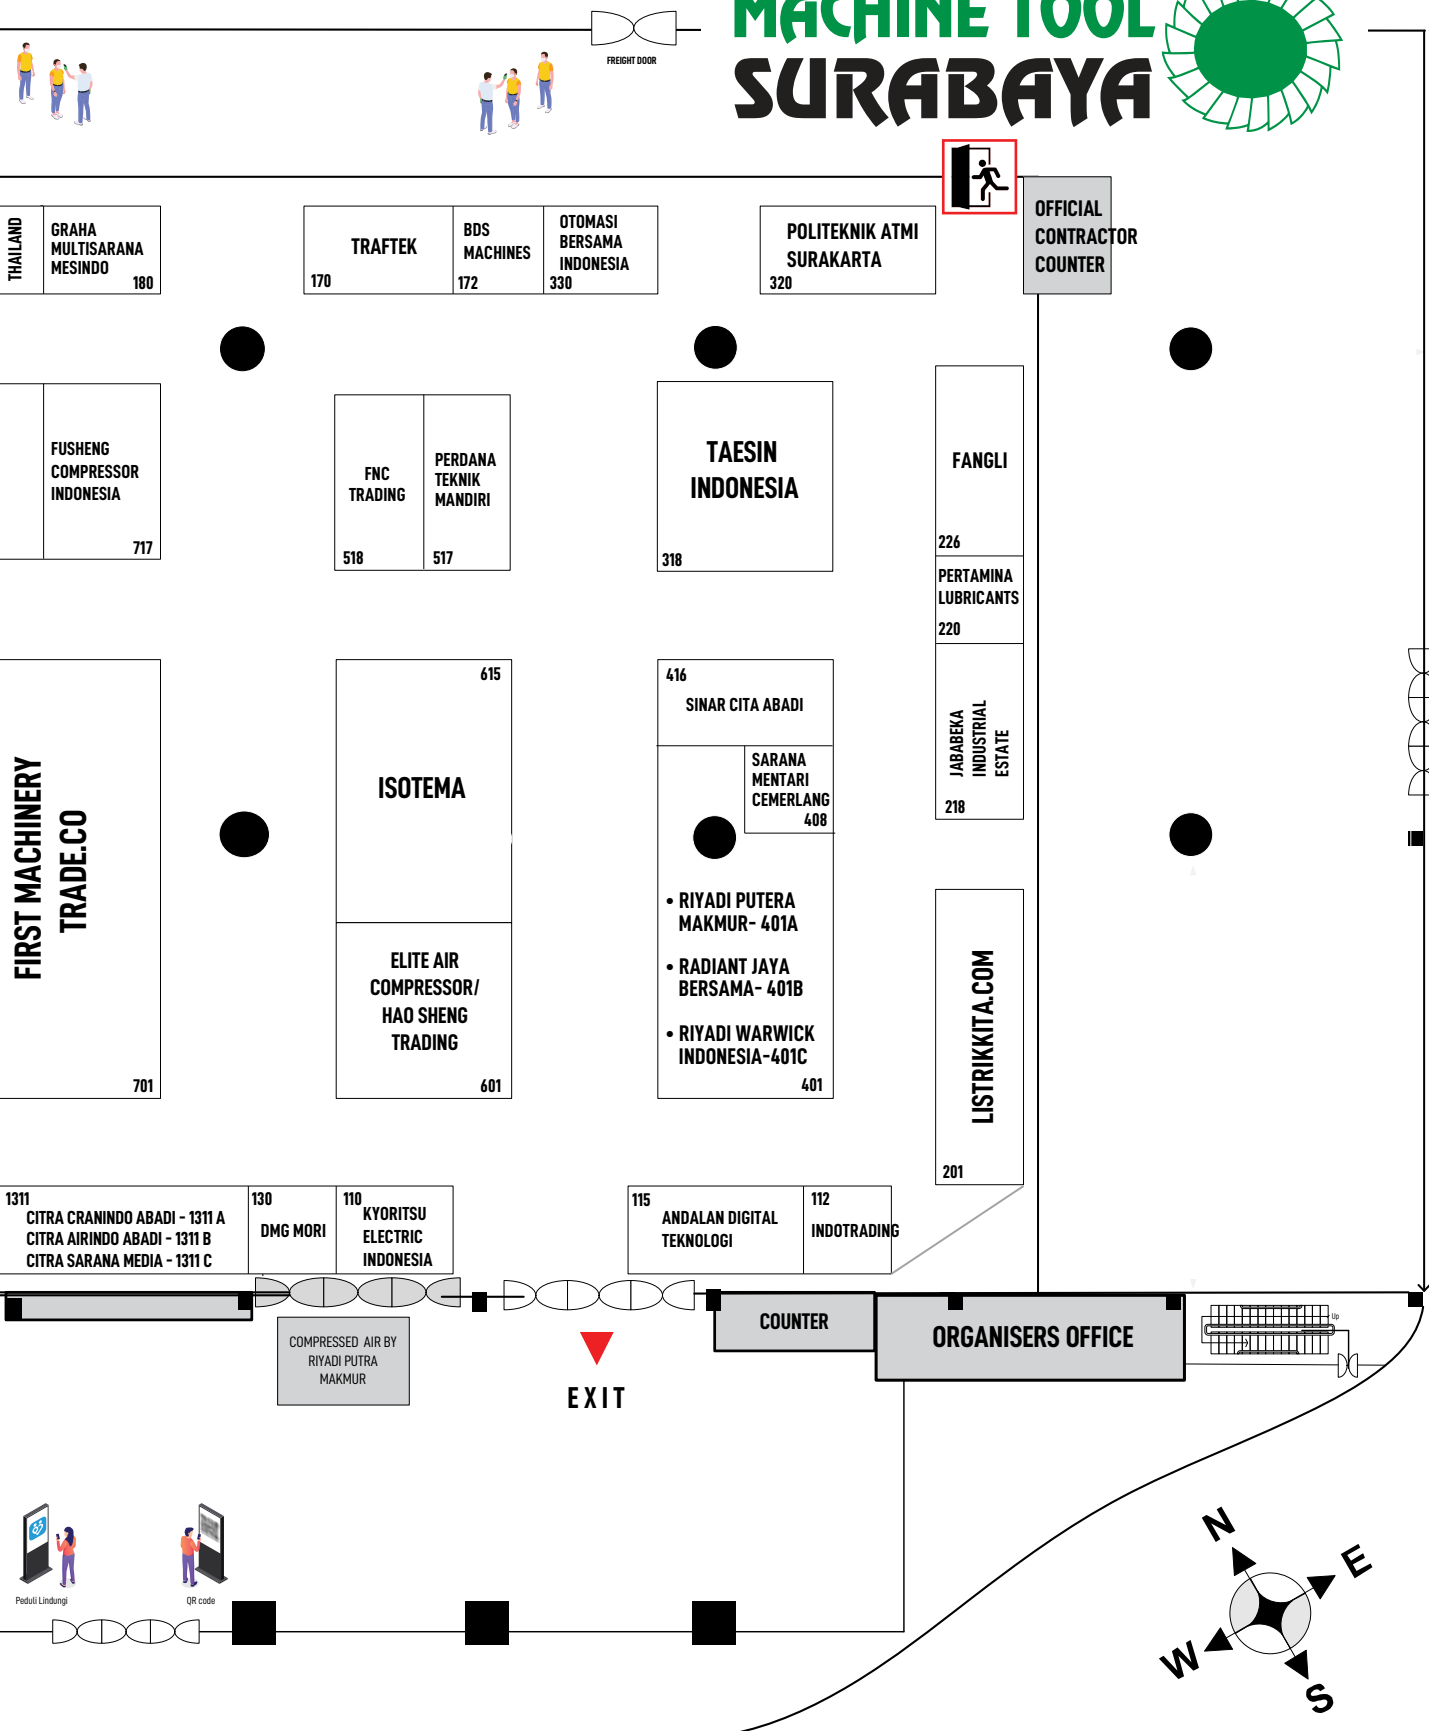 MACHINE TOOL
SURABAYA
FREIGHT DOOR
THAILAND
GRAHA
MULTISARANA
MESINDO
180
TRAFTEK
170
BDS
MACHINES
172
OTOMASI
BERSAMA
INDONESIA
330
POLITEKNIK ATMI
SURAKARTA
320
OFFICIAL
CONTRACTOR
COUNTER
FUSHENG
COMPRESSOR
INDONESIA
717
FNC
TRADING
518
PERDANA
TEKNIK
MANDIRI
517
TAESIN
INDONESIA
318
FANGLI
226
PERTAMINA
LUBRICANTS
220
JABABEKA
INDUSTRIAL
ESTATE
218
FIRST MACHINERY
TRADE.CO
701
615
ISOTEMA
ELITE AIR
COMPRESSOR/
HAO SHENG
TRADING
601
416
SINAR CITA ABADI
SARANA
MENTARI
CEMERLANG
408
• RIYADI PUTERA
MAKMUR- 401A
• RADIANT JAYA
BERSAMA- 401B
• RIYADI WARWICK
INDONESIA-401C
401
LISTRIKKITA.COM
201
1311
CITRA CRANINDO ABADI - 1311 A
CITRA AIRINDO ABADI - 1311 B
CITRA SARANA MEDIA - 1311 C
130
DMG MORI
110
KYORITSU
ELECTRIC
INDONESIA
115
ANDALAN DIGITAL
TEKNOLOGI
112
INDOTRADING
COMPRESSED AIR BY
RIYADI PUTRA
MAKMUR
EXIT
COUNTER
ORGANISERS OFFICE
Up
Peduli Lindungi
QR code
N
E
W
S